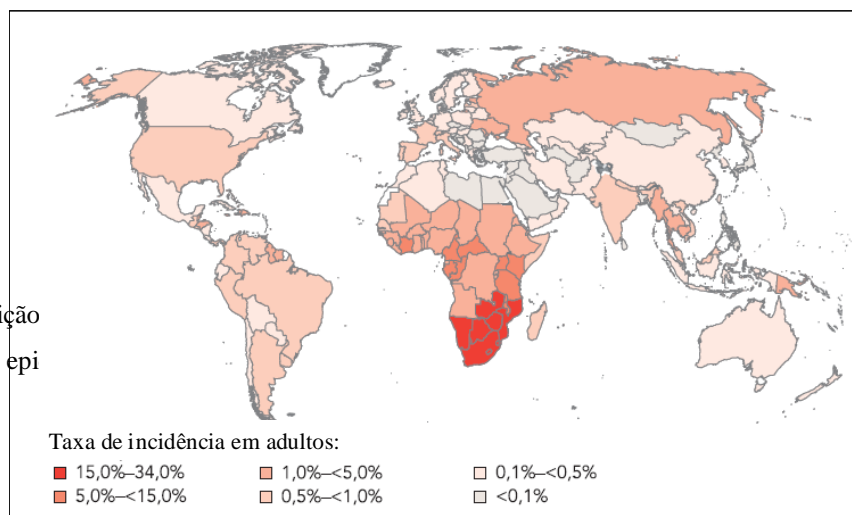 ição
epi
Taxa de incidência em adultos:
15,0%–34,0% 1,0%–<5,0% 0,1%–<0,5%
5,0%–<15,0% 0,5%–<1,0% <0,1%